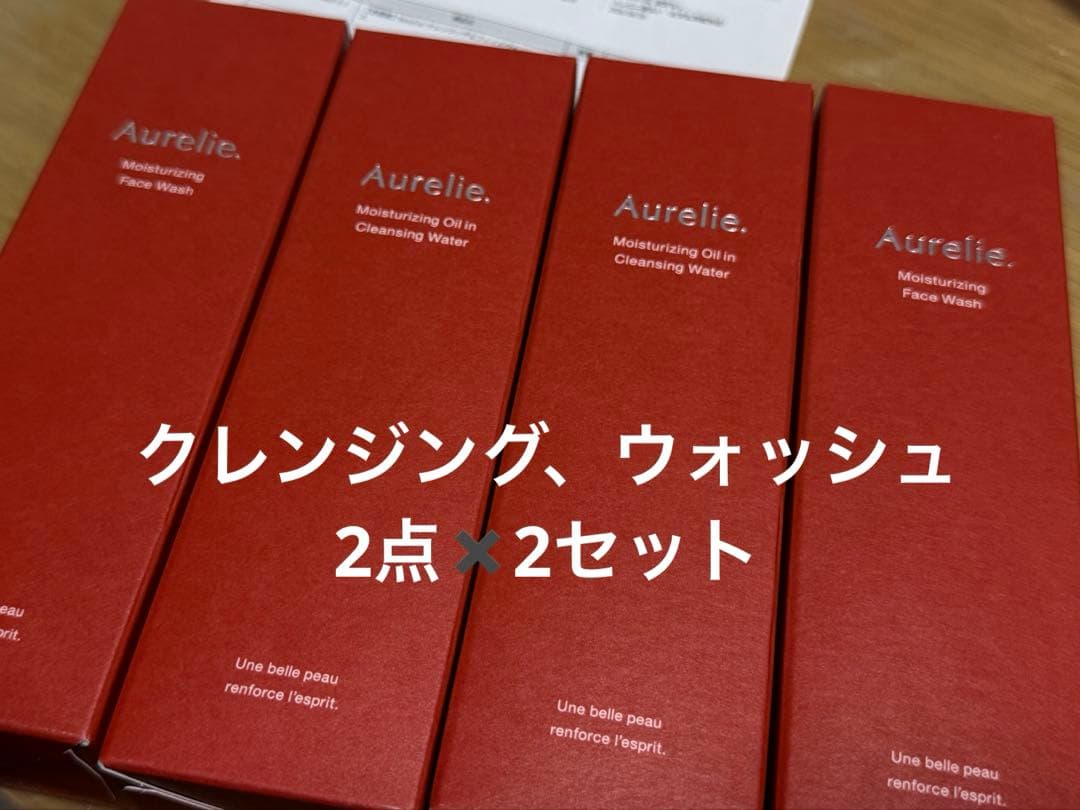 Aurelie.
Moisturizing
Face Wash
Aurelie.
Moisturizing Oil in
Cleansing Water
Aurelie.
Moisturizing Oil in
Cleansing Water
Aurelie.
Moisturizing
Face Wash
クレンジング、ウォッシュ
2点✖2セット
eau
prit.
Une belle peau
renforce l'esprit.
Une belle peau
renforce l'esprit.
Une belle peau
renforce l'esprit.